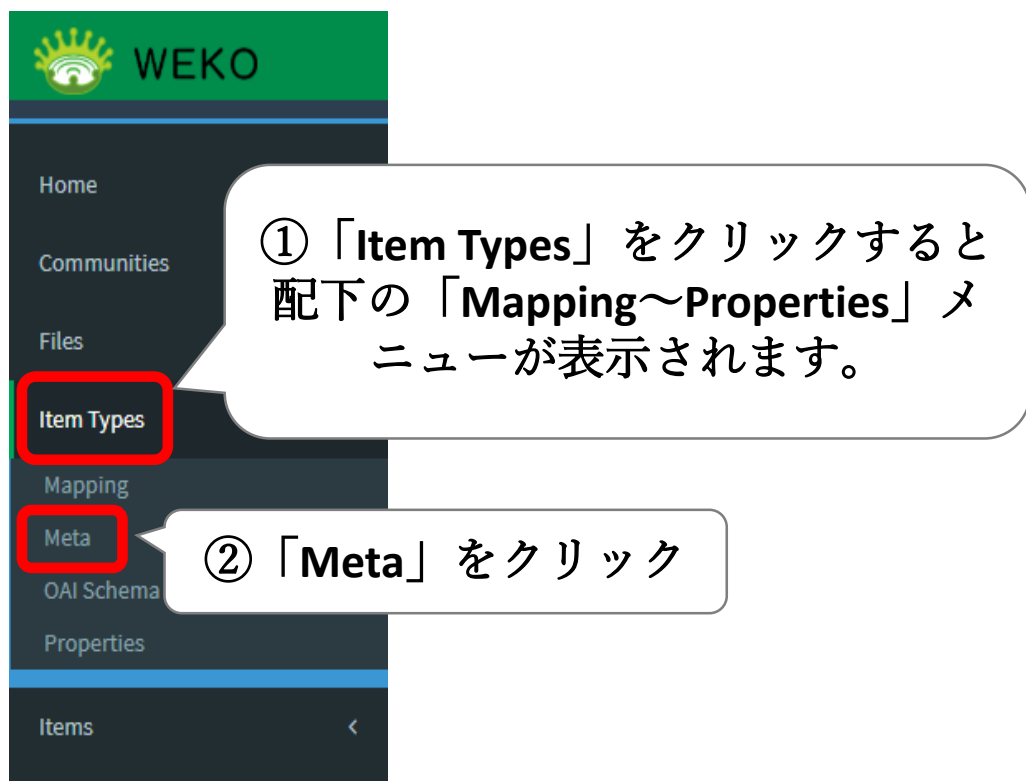 WEKO
Home
Communities
Files
Item Types
Mapping
Meta
OAI Schema
Properties
Items
①「Item Types」をクリックすると
配下の「Mapping～Properties」メ
ニューが表示されます。
②「Meta」をクリック